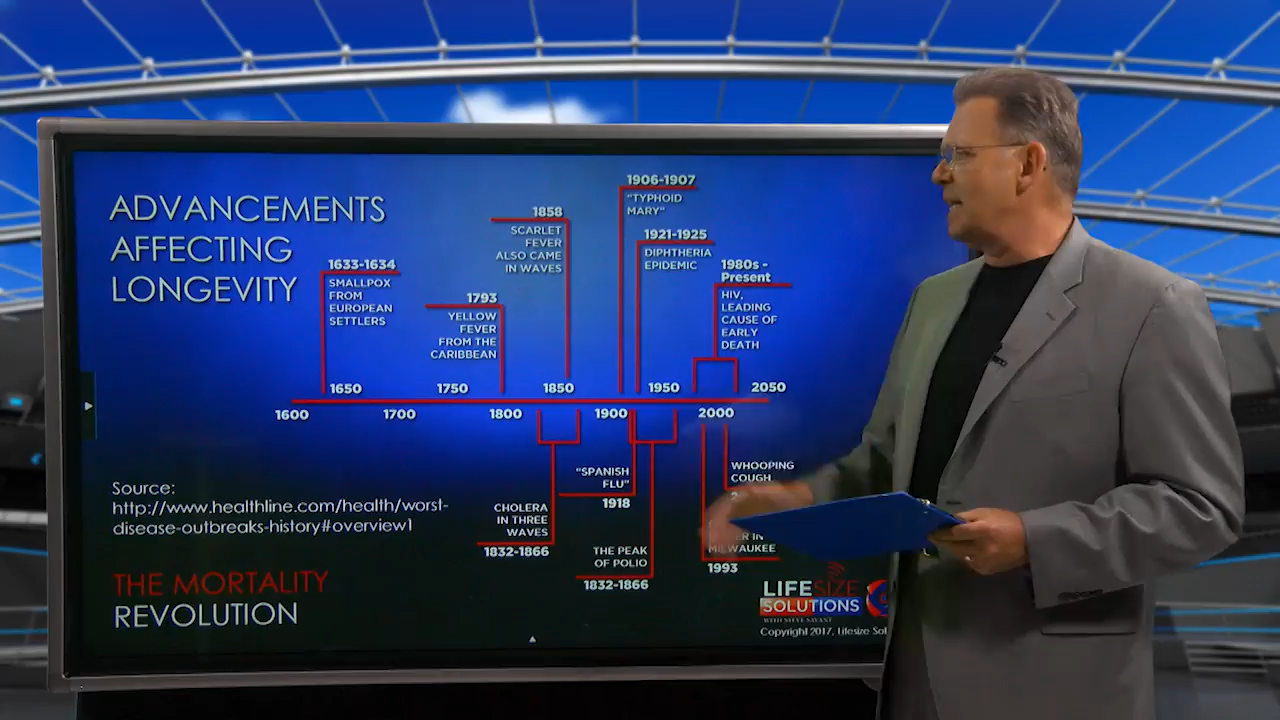 ADVANCEMENTS
AFFECTING
LONGEVITY
1633-1634
SMALLPOX
FROM
EUROPEAN
SETTLERS
1793
YELLOW
FEVER
FROM THE
CARIBBEAN
1858
SCARLET
FEVER
ALSO CAME
IN WAVES
1906-1907
"TYPHOID
MARY"
1921-1925
DIPHTHERIA
EPIDEMIC
1980s -
Present
HIV,
LEADING
CAUSE OF
EARLY
DEATH
1650 1750 1850 1950 2050
1600 1700 1800 1900 2000
CHOLERA
IN THREE
WAVES
1832-1866
"SPANISH
FLU"
1918
THE PEAK
OF POLIO
1832-1866
WHOOPING
COUGH
IN
MILWAUKEE
1993
Source:
http://www.healthline.com/health/worst-
disease-outbreaks-history#overview1
THE MORTALITY
REVOLUTION
LIFESIZE
SOLUTIONS
WITH STEVE SAVANT
Copyright 2017, Lifesize